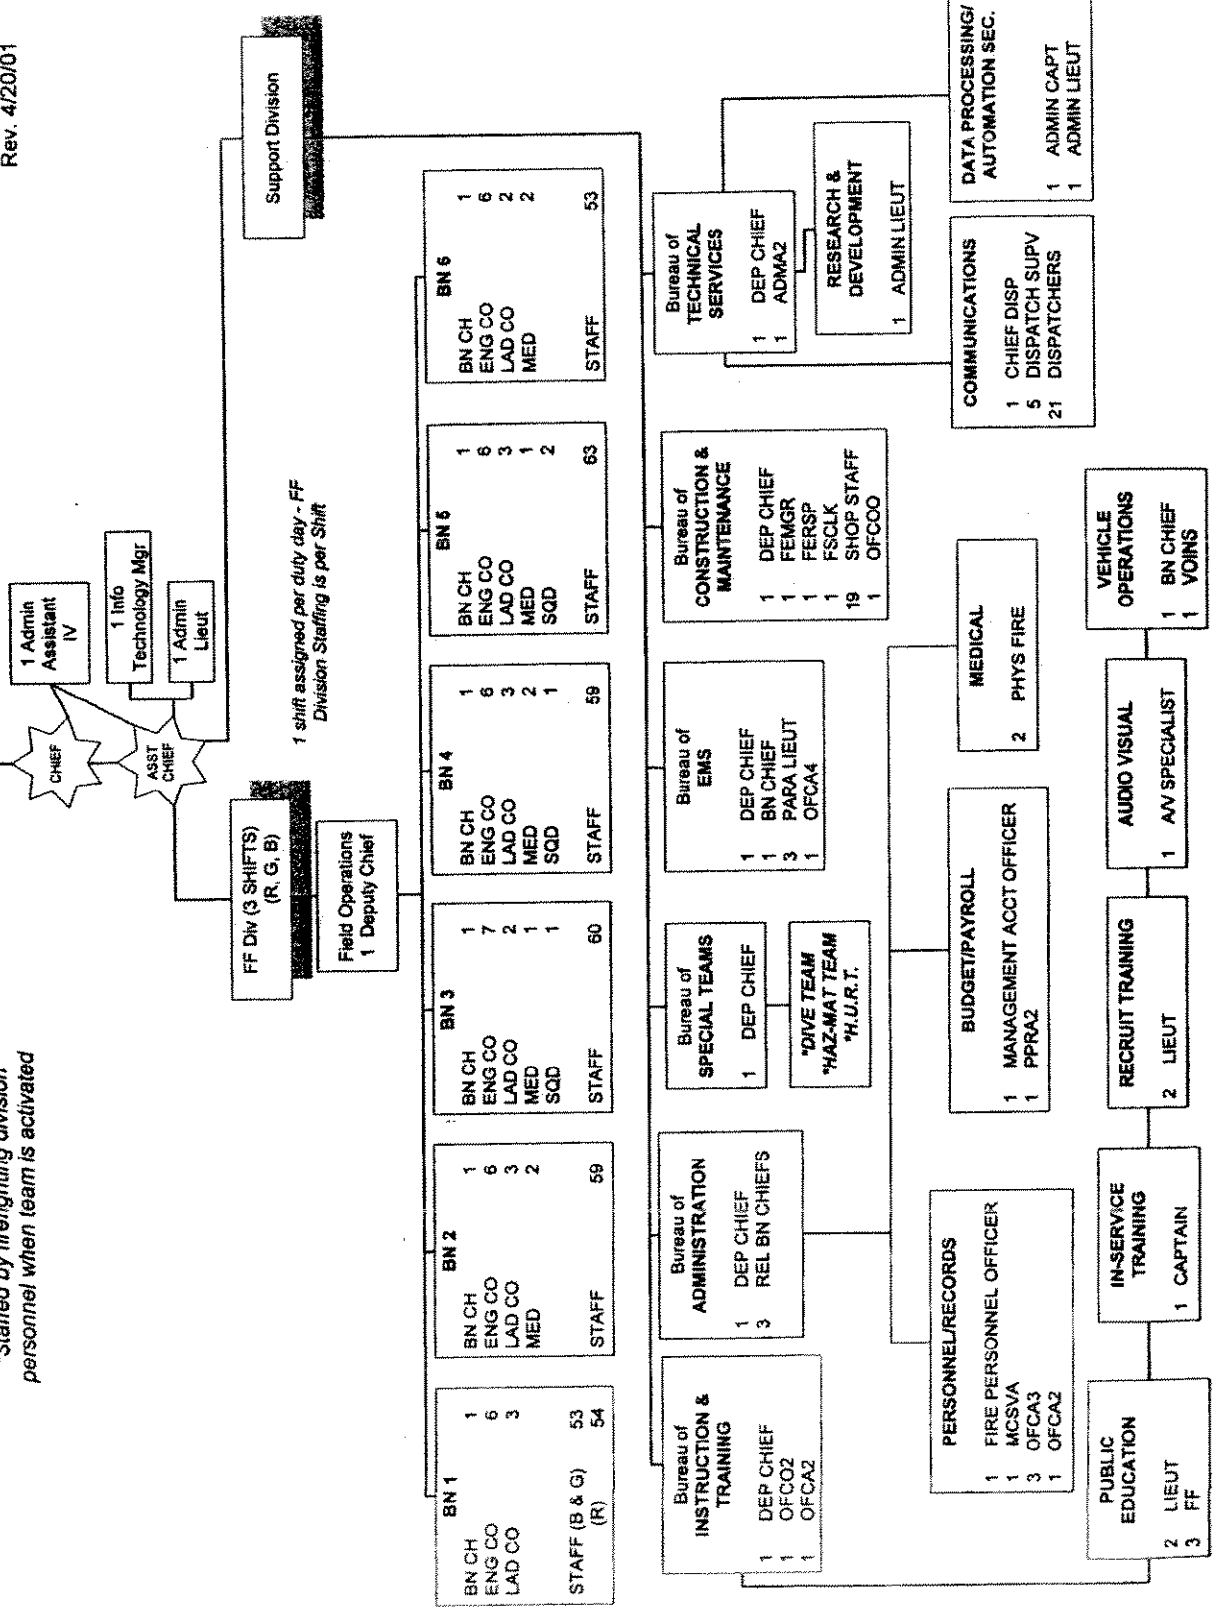 *Staffed by firefighting division
personnel when team is activated
Rev. 4/20/01
CHIEF
1 Admin
Assistant
IV
ASST
CHIEF
1 Info
Technology Mgr
1 Admin
Lieut
FF Div (3 SHIFTS)
(R, G, B)
Support Division
Field Operations
1 Deputy Chief
1 shift assigned per duty day - FF
Division Staffing is per Shift
BN 1
BN CH 1
ENG CO 6
LAD CO 3
STAFF (B & G) 53
(R) 54
BN 2
BN CH 1
ENG CO 6
LAD CO 3
MED 2
STAFF 59
BN 3
BN CH 1
ENG CO 7
LAD CO 2
MED 1
SQD 1
STAFF 60
BN 4
BN CH 1
ENG CO 6
LAD CO 3
MED 2
SQD 1
STAFF 59
BN 5
BN CH 1
ENG CO 6
LAD CO 3
MED 1
SQD 2
STAFF 63
BN 6
BN CH 1
ENG CO 6
LAD CO 2
MED 2
STAFF 53
Bureau of
INSTRUCTION &
TRAINING
1 DEP CHIEF
1 OFCO2
1 OFCA2
Bureau of
ADMINISTRATION
1 DEP CHIEF
3 REL BN CHIEFS
Bureau of
SPECIAL TEAMS
1 DEP CHIEF
*DIVE TEAM
*HAZ-MAT TEAM
*H.U.R.T.
Bureau of
EMS
1 DEP CHIEF
1 BN CHIEF
3 PARA LIEUT
1 OFCA4
Bureau of
CONSTRUCTION &
MAINTENANCE
1 DEP CHIEF
1 FEMGR
1 FERSP
1 FSCLK
19 SHOP STAFF
1 OFCOO
Bureau of
TECHNICAL
SERVICES
1 DEP CHIEF
1 ADMA2
RESEARCH &
DEVELOPMENT
1 ADMIN LIEUT
COMMUNICATIONS
1 CHIEF DISP
5 DISPATCH SUPV
21 DISPATCHERS
DATA PROCESSING/
AUTOMATION SEC.
1 ADMIN CAPT
1 ADMIN LIEUT
PERSONNEL/RECORDS
1 FIRE PERSONNEL OFFICER
1 MCSVA
3 OFCA3
1 OFCA2
BUDGET/PAYROLL
1 MANAGEMENT ACCT OFFICER
1 PPRA2
MEDICAL
2 PHYS FIRE
PUBLIC
EDUCATION
2 LIEUT
3 FF
IN-SERVICE
TRAINING
1 CAPTAIN
RECRUIT TRAINING
2 LIEUT
AUDIO VISUAL
1 A/V SPECIALIST
VEHICLE
OPERATIONS
1 BN CHIEF
1 VOINS